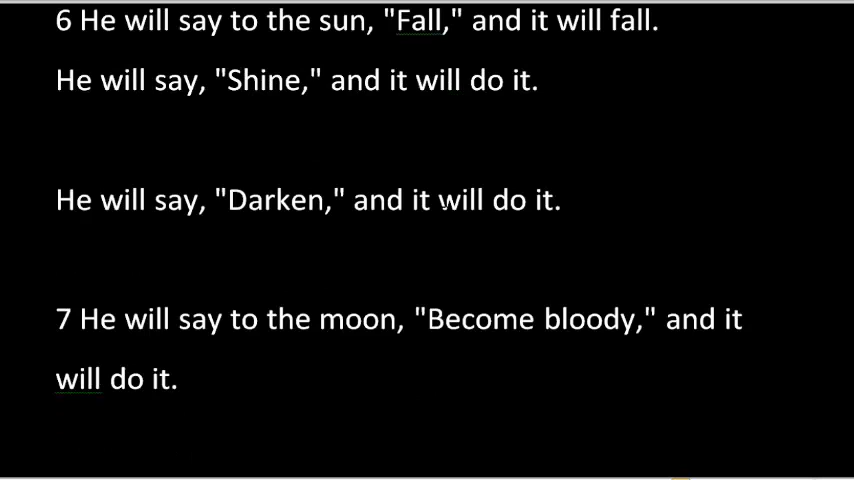 6 He will say to the sun, "Fall," and it will fall.
He will say, "Shine," and it will do it.
He will say, "Darken," and it will do it.
7 He will say to the moon, "Become bloody," and it
will do it.